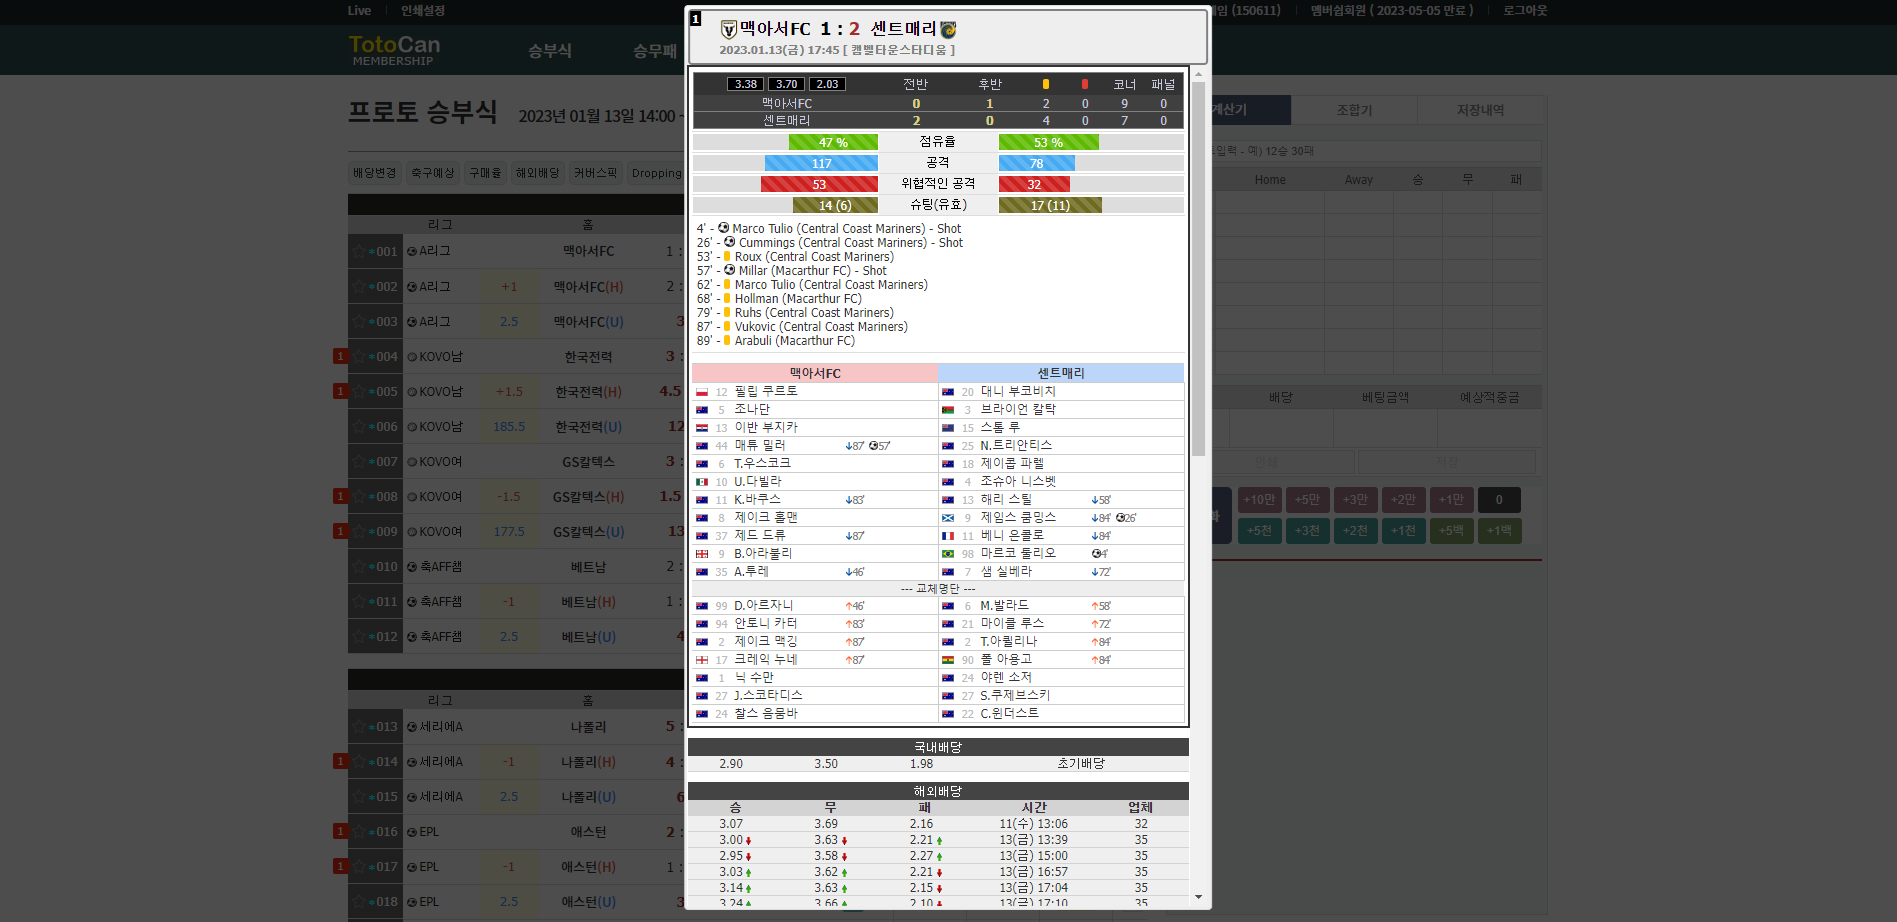 Live 인쇄설정
(150611) 멤버쉽회원 ( 2023-05-05 만료 ) 로그아웃
TotoCan
MEMBERSHIP
승부식 승무패
프로토 승부식 2023년 01월 13일 14:00 ~
배당변경 축구예상 구매율 해외배당 커버스픽 Dropping
리그 홈
001 A리그 맥아서FC 1 :
002 A리그 +1 맥아서FC(H) 2 :
003 A리그 2.5 맥아서FC(U) 3
1 004 KOVO남 한국전력 3 :
1 005 KOVO남 +1.5 한국전력(H) 4.5
006 KOVO남 185.5 한국전력(U) 12
007 KOVO여 GS칼텍스 3 :
1 008 KOVO여 -1.5 GS칼텍스(H) 1.5
1 009 KOVO여 177.5 GS칼텍스(U) 13
010 축AFF챔 베트남 2 :
011 축AFF챔 -1 베트남(H) 1 :
012 축AFF챔 2.5 베트남(U) 4
리그 홈
013 세리에A 나폴리 5 :
1 014 세리에A -1 나폴리(H) 4 :
015 세리에A 2.5 나폴리(U) 6
1 016 EPL 애스턴 2 :
1 017 EPL -1 애스턴(H) 1 :
018 EPL 2.5 애스턴(U) 3
1
맥아서FC 1 : 2 센트매리
2023.01.13(금) 17:45 [ 캠벨타운스타디움 ]
3.38 3.70 2.03 전반 후반 코너 패널
맥아서FC 0 1 2 0 9 0
센트매리 2 0 4 0 7 0
47 % 점유율 53 %
117 공격 78
53 위협적인 공격 32
14 (6) 슈팅(유효) 17 (11)
4' - Marco Tulio (Central Coast Mariners) - Shot
26' - Cummings (Central Coast Mariners) - Shot
53' - Roux (Central Coast Mariners)
57' - Millar (Macarthur FC) - Shot
62' - Marco Tulio (Central Coast Mariners)
68' - Hollman (Macarthur FC)
79' - Ruhs (Central Coast Mariners)
87' - Vukovic (Central Coast Mariners)
89' - Arabuli (Macarthur FC)
맥아서FC 센트매리
12 필립 쿠르토 20 대니 부코비치
5 조나단 3 브라이언 칼탁
13 이반 부지카 15 스톰 루
44 매튜 밀러 ↓87' 57' 25 N.트리안티스
6 T.우스코크 18 제이콥 파렐
10 U.다빌라 4 조슈아 니스벳
11 K.바쿠스 ↓83' 13 해리 스틸 ↓58'
8 제이크 홀맨 9 제임스 쿰밍스 ↓84' 26'
37 제드 드류 ↓87' 11 베니 은콜로 ↓84'
9 B.아라불리 98 마르코 툴리오 4'
35 A.투레 ↓46' 7 샘 실베라 ↓72'
--- 교체명단 ---
99 D.아르자니 ↑46' 6 M.발라드 ↑58'
94 안토니 카터 ↑83' 21 마이클 루스 ↑72'
2 제이크 맥깅 ↑87' 2 T.아퀼리나 ↑84'
17 크레익 누네 ↑87' 90 폴 아용고 ↑84'
1 닉 수만 24 야렌 소저
27 J.스코타디스 27 S.쿠제브스키
24 찰스 음뭄바 22 C.윈더스트
국내배당
2.90 3.50 1.98 초기배당
해외배당
승 무 패 시간 업체
3.07 3.69 2.16 11(수) 13:06 32
3.00 3.63 2.21 13(금) 13:39 35
2.95 3.58 2.27 13(금) 15:00 35
3.03 3.62 2.21 13(금) 16:57 35
3.14 3.63 2.15 13(금) 17:04 35
3.24 3.66 2.10 13(금) 17:10 35
계산기 조합기 저장내역
예) 12승 30패
Home Away 승 무 패
배당 베팅금액 예상적중금
인쇄 저장
+10만 +5만 +3만 +2만 +1만 0
+5천 +3천 +2천 +1천 +5백 +1백